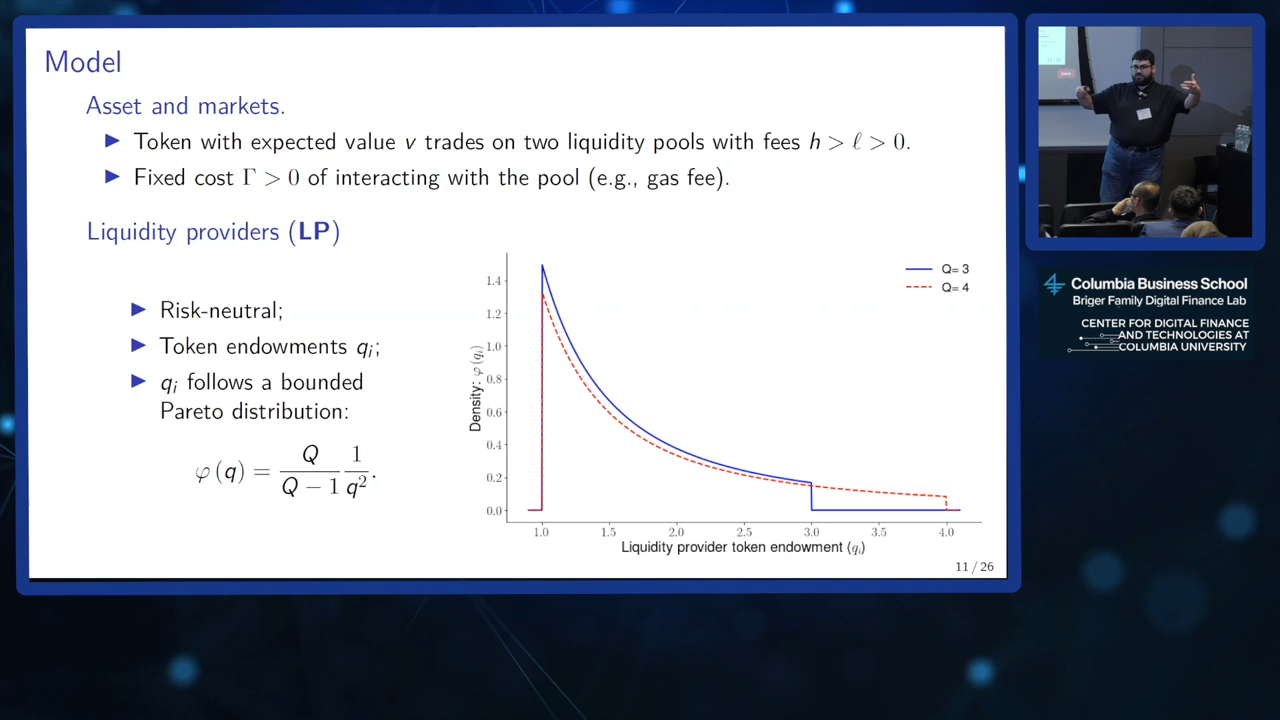 Model
Asset and markets.
Token with expected value v trades on two liquidity pools with fees h > ℓ > 0.
Fixed cost Γ > 0 of interacting with the pool (e.g., gas fee).
Liquidity providers (LP)
Risk-neutral;
Token endowments qᵢ;
qᵢ follows a bounded
Pareto distribution:
φ (q) = Q/(Q − 1) 1/q².
Q= 3
Q= 4
Density: φ(qᵢ)
1.4
1.2
1.0
0.8
0.6
0.4
0.2
0.0
1.0 1.5 2.0 2.5 3.0 3.5 4.0
Liquidity provider token endowment (qᵢ)
11 / 26
Columbia Business School
Briger Family Digital Finance Lab
CENTER FOR DIGITAL FINANCE
AND TECHNOLOGIES AT
COLUMBIA UNIVERSITY